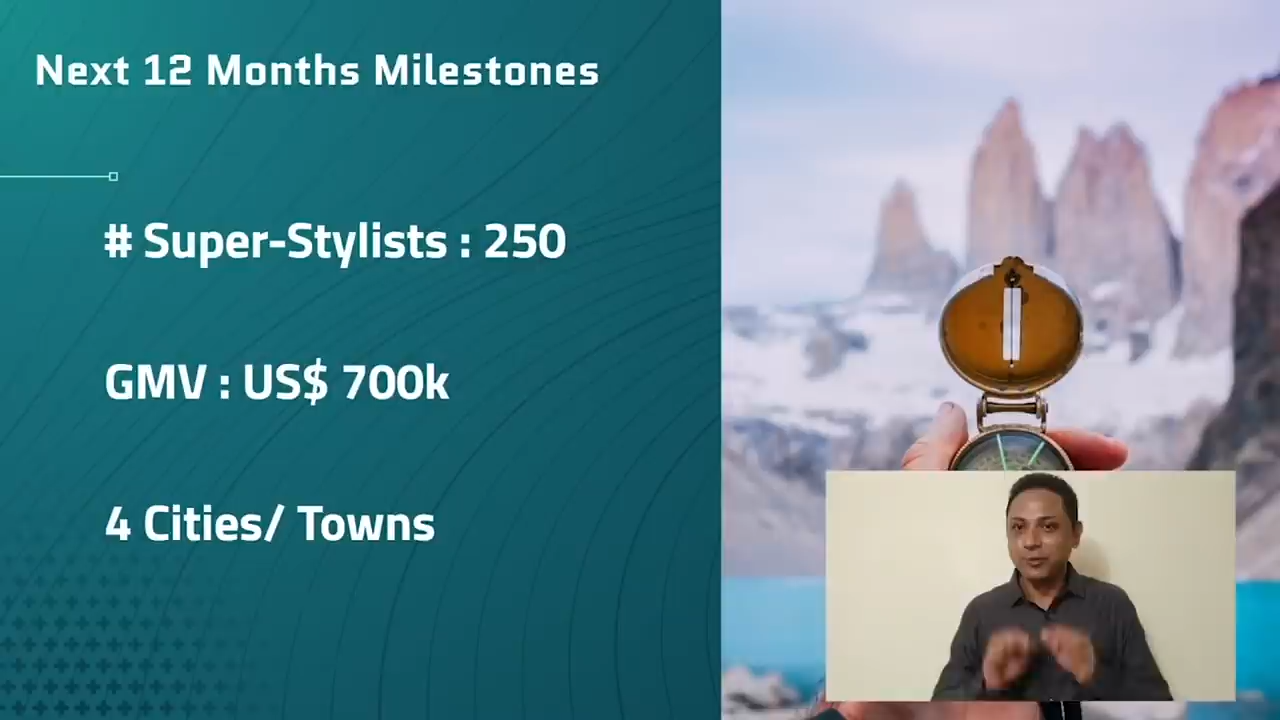 Next 12 Months Milestones
# Super-Stylists : 250
GMV : US$ 700k
4 Cities/ Towns